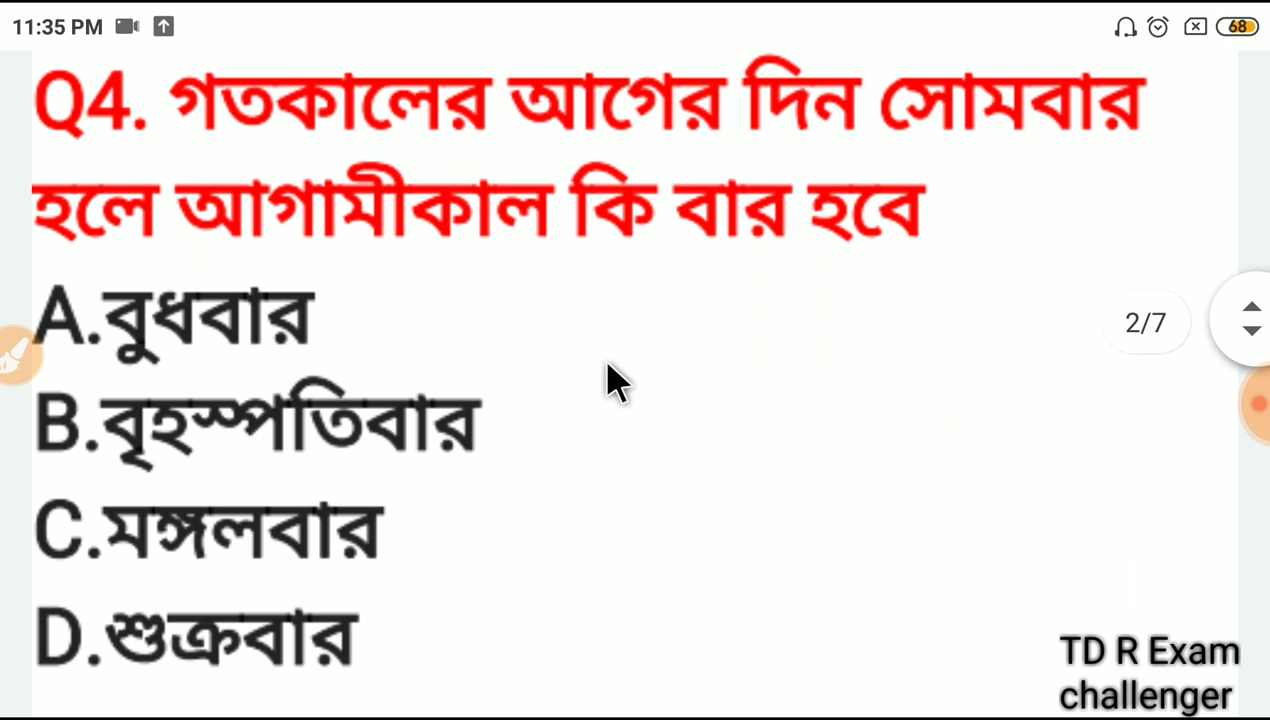 11:35 PM
68
Q4. গতকালের আগের দিন সোমবার
হলে আগামীকাল কি বার হবে
A.বুধবার
2/7
B.বৃহস্পতিবার
C.মঙ্গলবার
D.শুক্রবার
TD R Exam
challenger